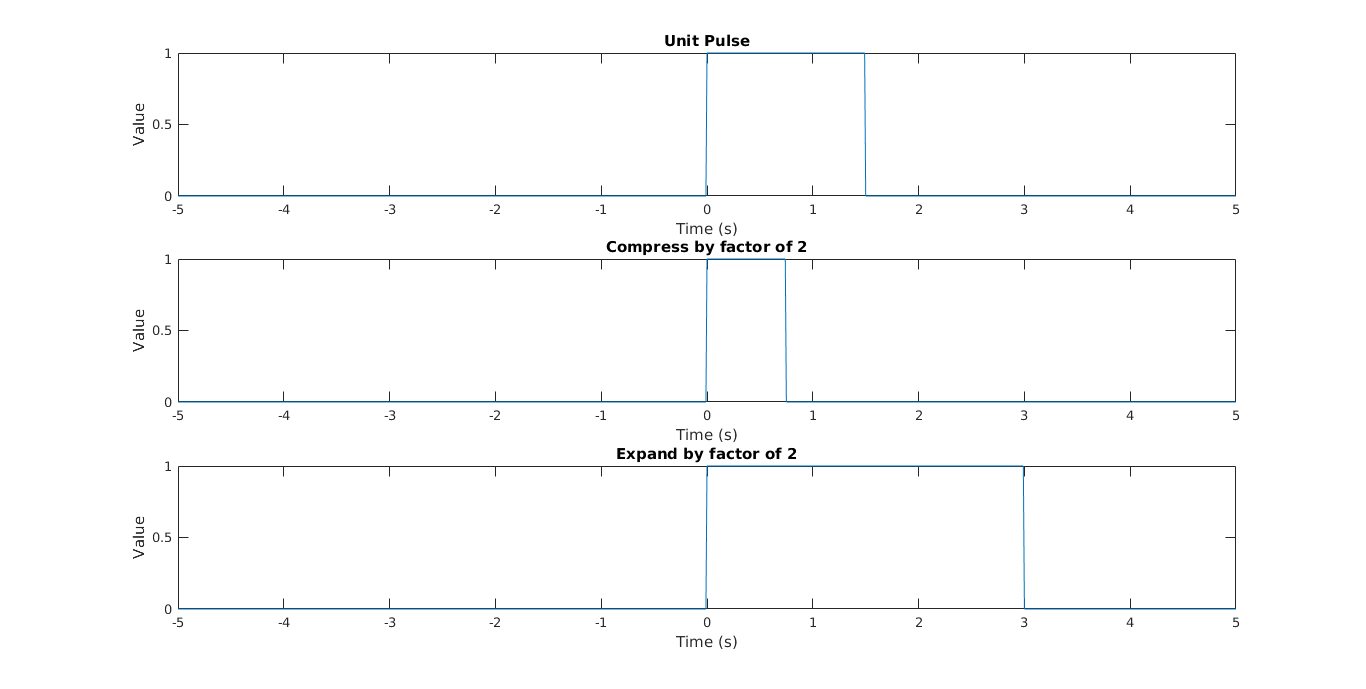 Unit Pulse
1
0.5
0
Value
-5 -4 -3 -2 -1 0 1 2 3 4 5
Time (s)
Compress by factor of 2
1
0.5
0
Value
-5 -4 -3 -2 -1 0 1 2 3 4 5
Time (s)
Expand by factor of 2
1
0.5
0
Value
-5 -4 -3 -2 -1 0 1 2 3 4 5
Time (s)